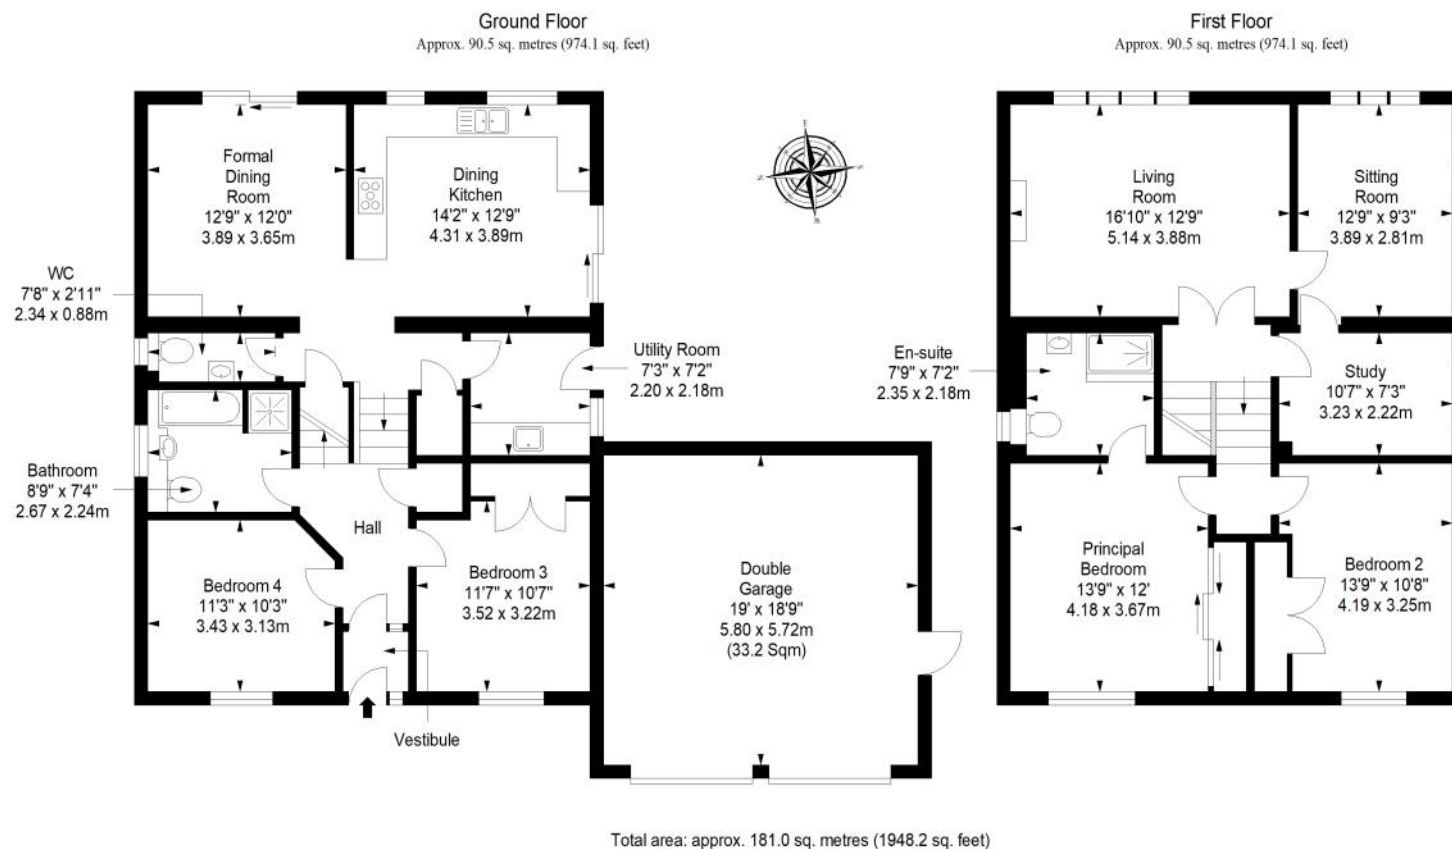 Ground Floor
Approx. 90.5 sq. metres (974.1 sq. feet)
Formal
Dining
Room
12'9" x 12'0"
3.89 x 3.65m
Dining
Kitchen
14'2" x 12'9"
4.31 x 3.89m
WC
7'8" x 2'11"
2.34 x 0.88m
Utility Room
7'3" x 7'2"
2.20 x 2.18m
Bathroom
8'9" x 7'4"
2.67 x 2.24m
Hall
Bedroom 4
11'3" x 10'3"
3.43 x 3.13m
Bedroom 3
11'7" x 10'7"
3.52 x 3.22m
Double
Garage
19' x 18'9"
5.80 x 5.72m
(33.2 Sqm)
Vestibule
E
First Floor
Approx. 90.5 sq. metres (974.1 sq. feet)
Living
Room
16'10" x 12'9"
5.14 x 3.88m
Sitting
Room
12'9" x 9'3"
3.89 x 2.81m
En-suite
7'9" x 7'2"
2.35 x 2.18m
Study
10'7" x 7'3"
3.23 x 2.22m
Principal
Bedroom
13'9" x 12'
4.18 x 3.67m
Bedroom 2
13'9" x 10'8"
4.19 x 3.25m
Total area: approx. 181.0 sq. metres (1948.2 sq. feet)